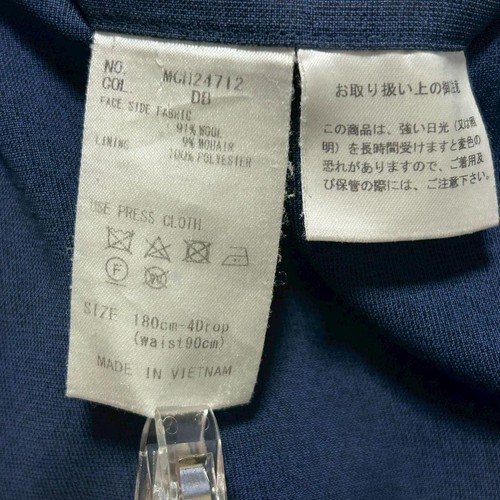 NO. MGH24712
COL. DB
FACE SIDE FABRIC
91% WOOL
9% MOHAIR
LINING 100% POLYESTER
USE PRESS CLOTH
F W
SIZE 180cm-4Drop
(Waist90cm)
MADE IN VIETNAM
お取り扱い上の御注意
この商品は、強い日光(又は照
明)を長時間受けますと変色の
恐れがありますので、ご着用及
び保管の際には、ご注意下さい。